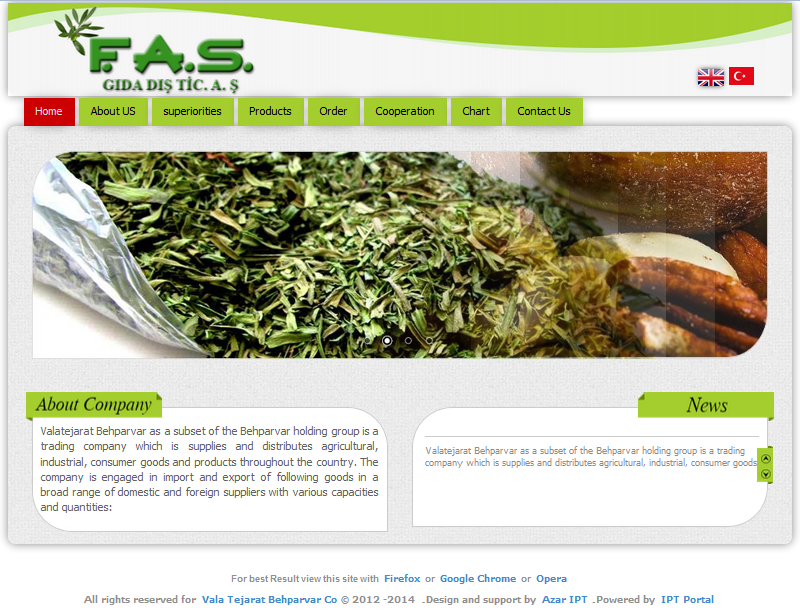 F.A.S.
GIDA DIŞ TİC. A. Ş
Home
About US
superiorities
Products
Order
Cooperation
Chart
Contact Us
About Company
Valatejarat Behparvar as a subset of the Behparvar holding group is a
trading company which is supplies and distributes agricultural,
industrial, consumer goods and products throughout the country. The
company is engaged in import and export of following goods in a
broad range of domestic and foreign suppliers with various capacities
and quantities:
News
Valatejarat Behparvar as a subset of the Behparvar holding group is a trading
company which is supplies and distributes agricultural, industrial, consumer goods
For best Result view this site with Firefox or Google Chrome or Opera
All rights reserved for Vala Tejarat Behparvar Co © 2012 -2014 .Design and support by Azar IPT .Powered by IPT Portal